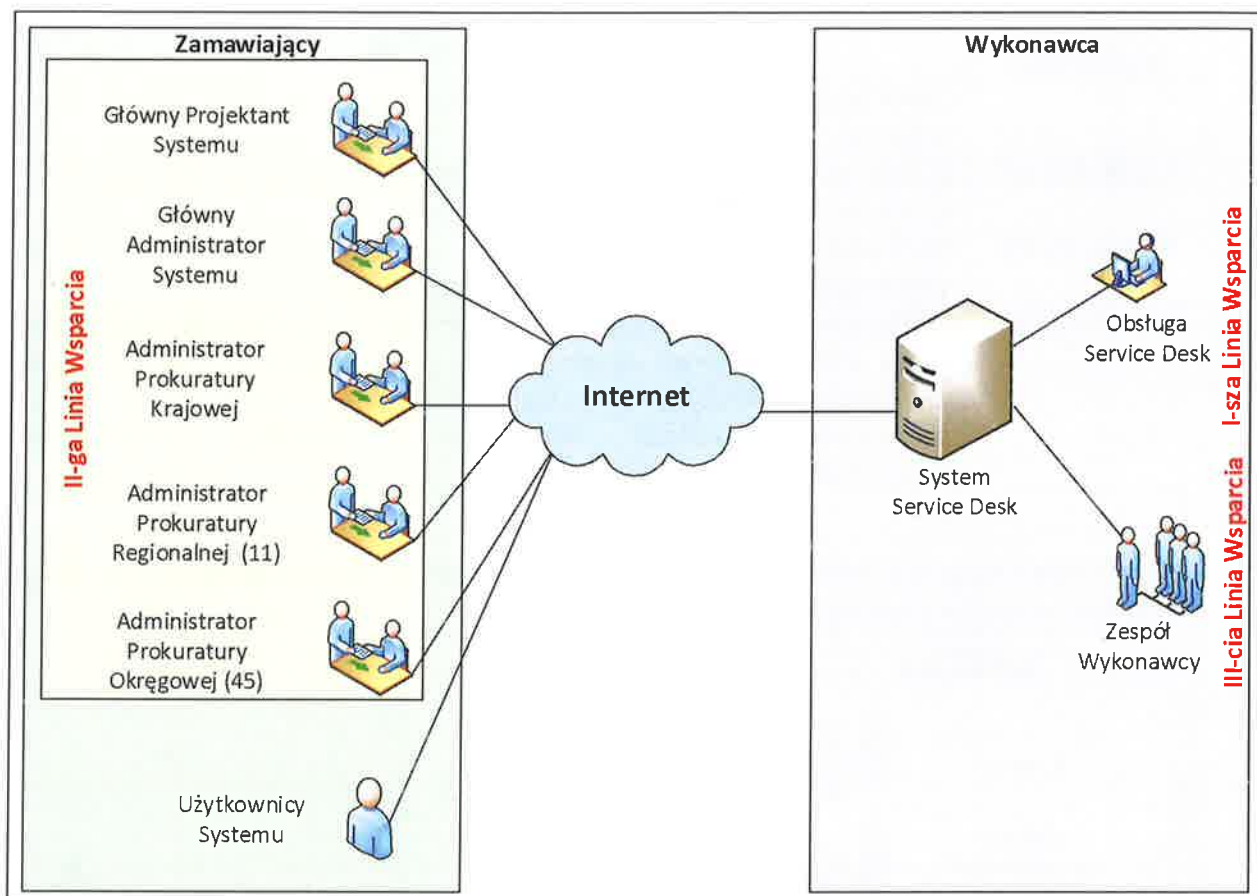 Zamawiający
Główny Projektant
Systemu
Główny
Administrator
Systemu
Administrator
Prokuratury
Krajowej
Administrator
Prokuratury
Regionalnej (11)
Administrator
Prokuratury
Okręgowej (45)
II-ga Linia Wsparcia
Użytkownicy
Systemu
Internet
Wykonawca
System
Service Desk
Obsługa
Service Desk
I-sza Linia Wsparcia
Zespół
Wykonawcy
III-cia Linia Wsparcia